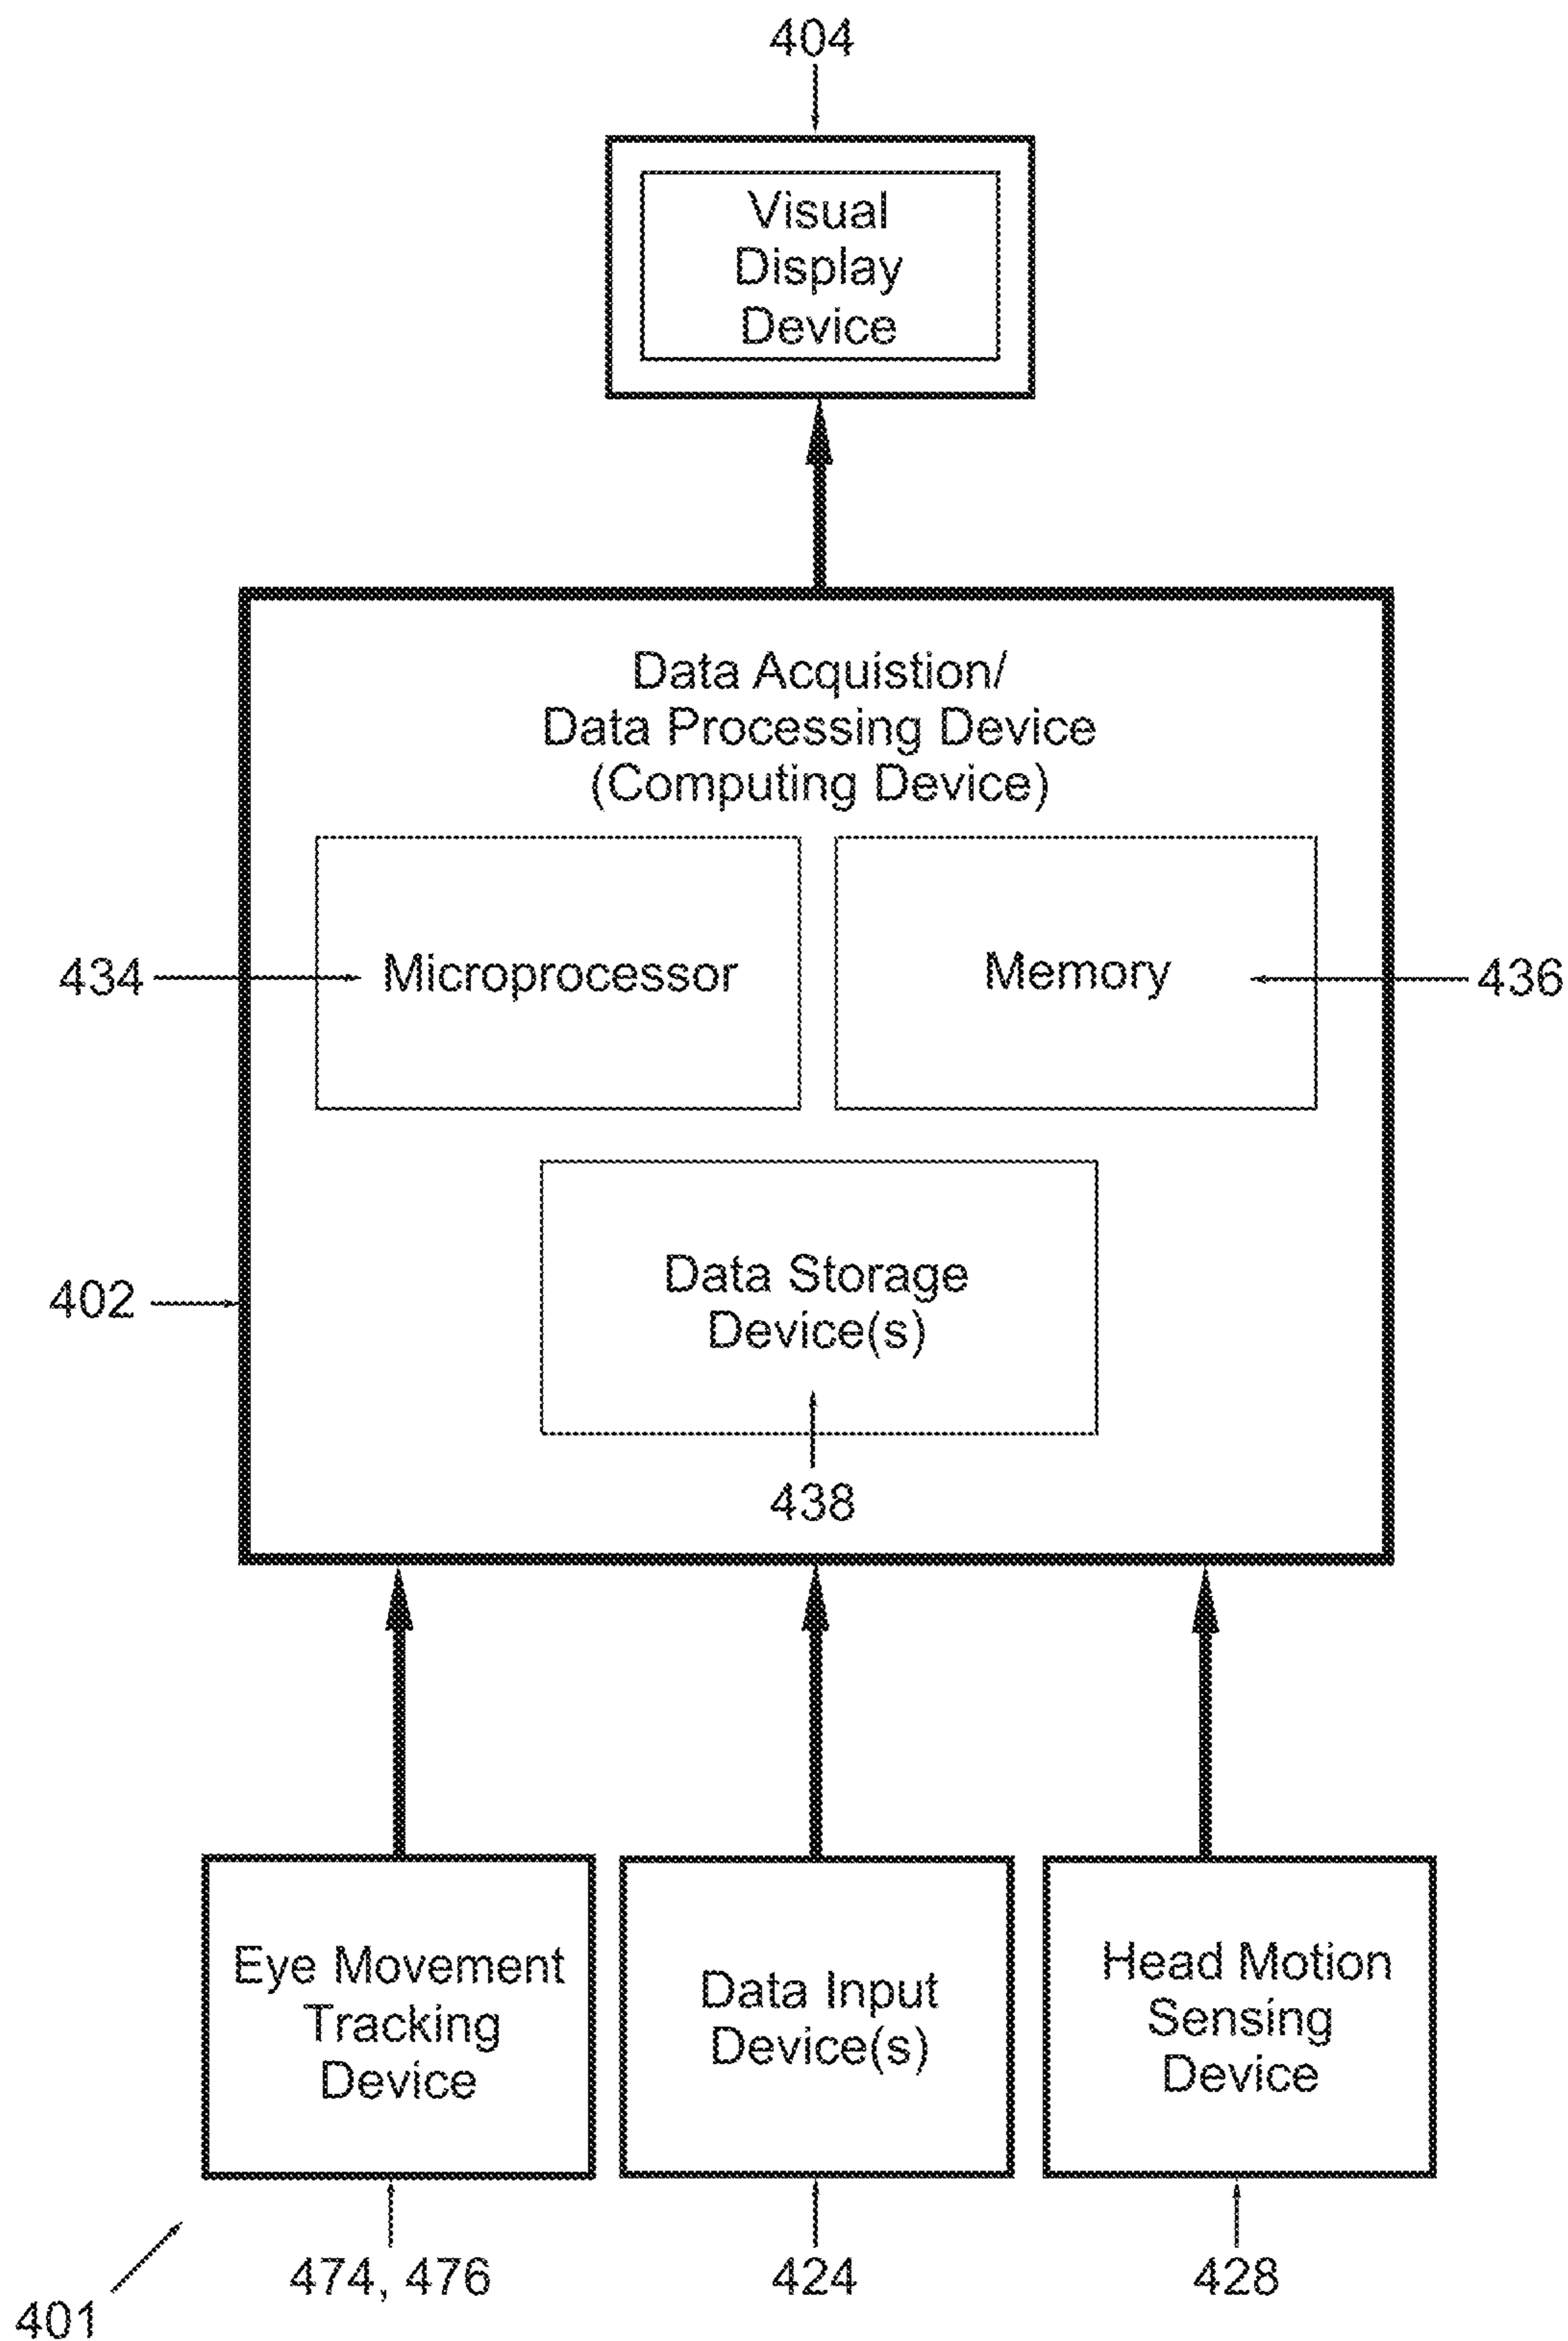 404
Visual
Display
Device
Data Acquistion/
Data Processing Device
(Computing Device)
434
Microprocessor
Memory
436
402
Data Storage
Device(s)
438
Eye Movement
Tracking
Device
Data Input
Device(s)
Head Motion
Sensing
Device
401
474, 476
424
428